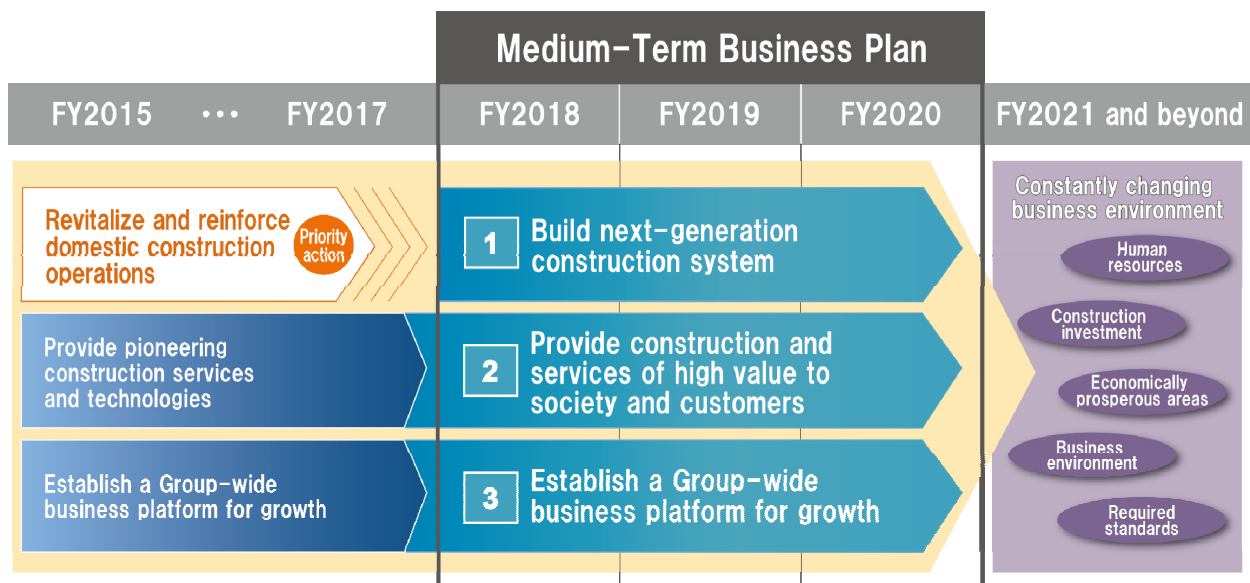 Medium-Term Business Plan
FY2015 ••• FY2017 FY2018 FY2019 FY2020 FY2021 and beyond
Revitalize and reinforce
domestic construction
operations
Priority
action
1
Build next-generation
construction system
Provide pioneering
construction services
and technologies
2
Provide construction and
services of high value to
society and customers
Establish a Group-wide
business platform for growth
3
Establish a Group-wide
business platform for growth
Constantly changing
business environment
Human
resources
Construction
investment
Economically
prosperous areas
Business
environment
Required
standards